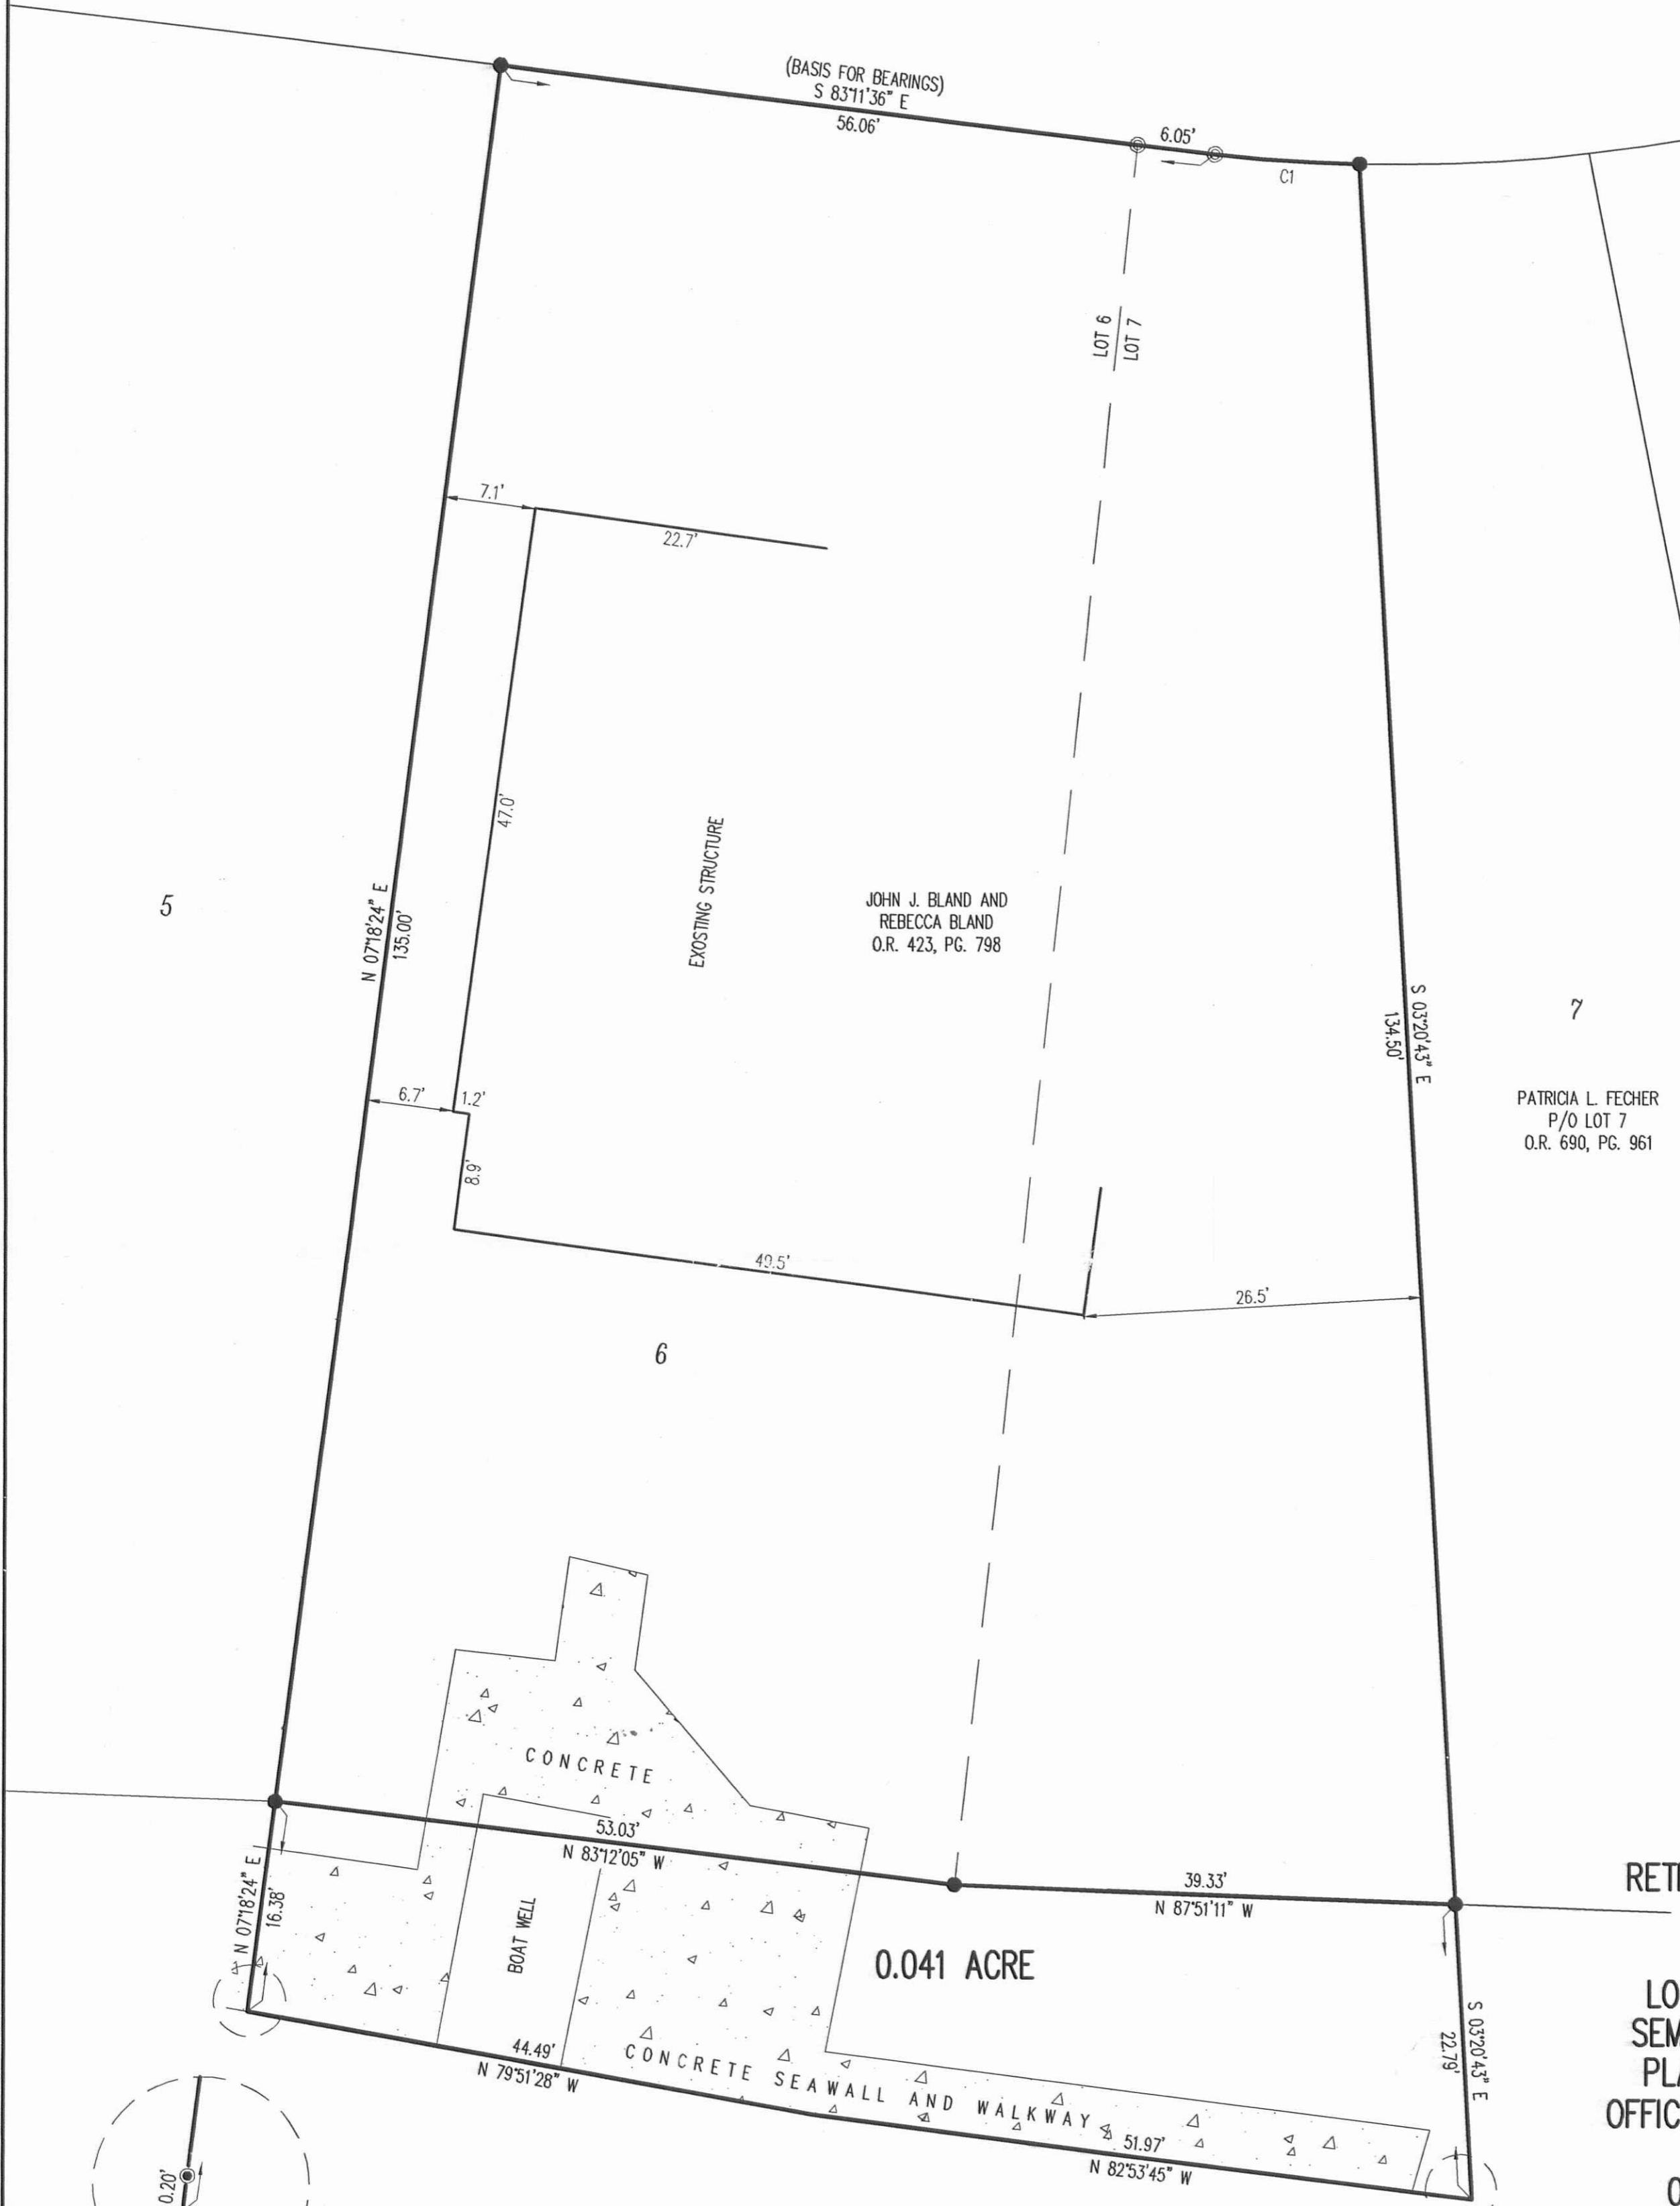 (BASIS FOR BEARINGS)
S 83°11'36" E
56.06'
6.05'
C1
LOT 6
LOT 7
7.1'
22.7'
47.0'
EXOSTING STRUCTURE
JOHN J. BLAND AND
REBECCA BLAND
O.R. 423, PG. 798
5
N 07°18'24" E
135.00'
S 03°20'43" E
134.50'
7
PATRICIA L. FECHER
P/O LOT 7
O.R. 690, PG. 961
6.7'
1.2'
8.9'
49.5'
26.5'
6
CONCRETE
53.03'
N 83°12'05" W
39.33'
N 87°51'11" W
N 07°18'24" E
16.38'
BOAT WELL
0.041 ACRE
S 03°20'43" E
22.79'
44.49'
N 79°51'28" W
CONCRETE SEAWALL AND WALKWAY
51.97'
N 82°53'45" W
0.20'